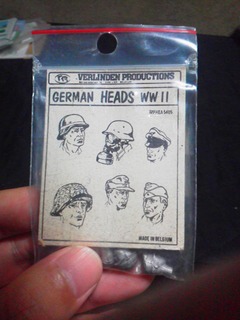 VERLINDEN PRODUCTIONS
GERMAN HEADS WW II
MADE IN BELGIUM